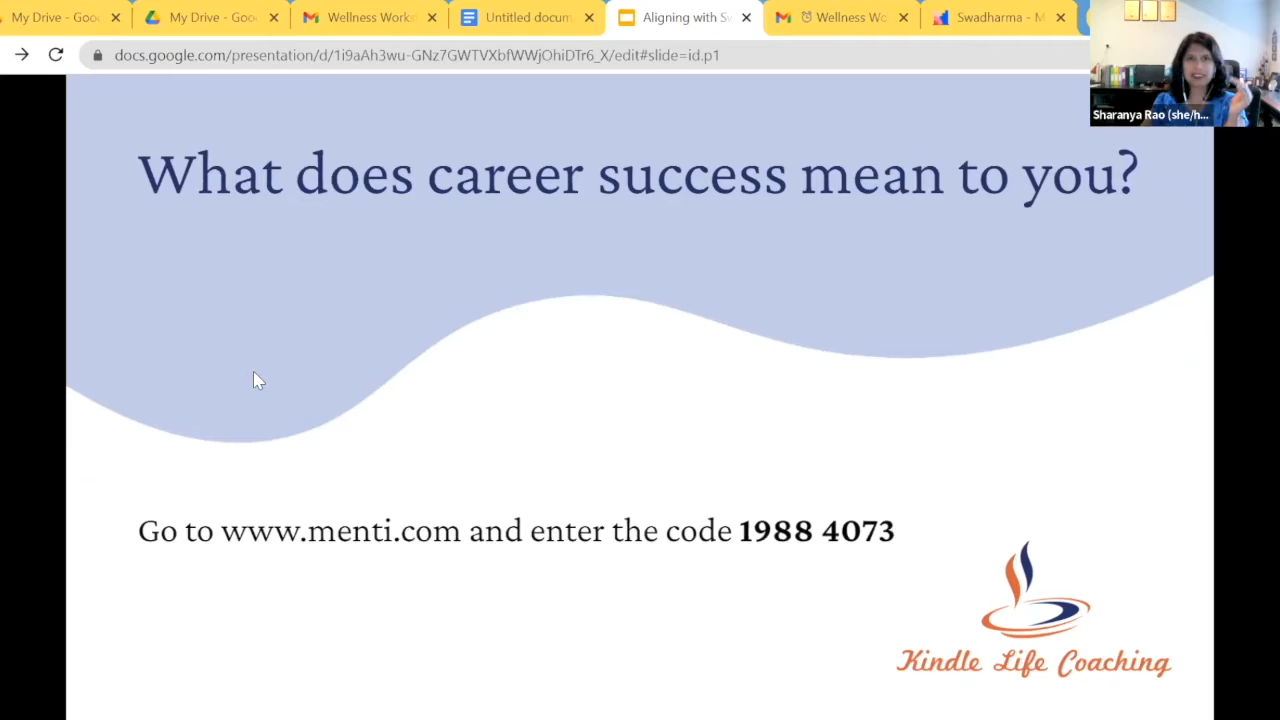 My Drive - Goo
My Drive - Goo
Wellness Works
Untitled docum
Aligning with Sw
Wellness Wo
Swadharma - M
docs.google.com/presentation/d/1i9aAh3wu-GNz7GWTVXbfWWjOhiDTr6_X/edit#slide=id.p1
Sharanya Rao (she/h...
What does career success mean to you?
Go to www.menti.com and enter the code 1988 4073
Kindle Life Coaching